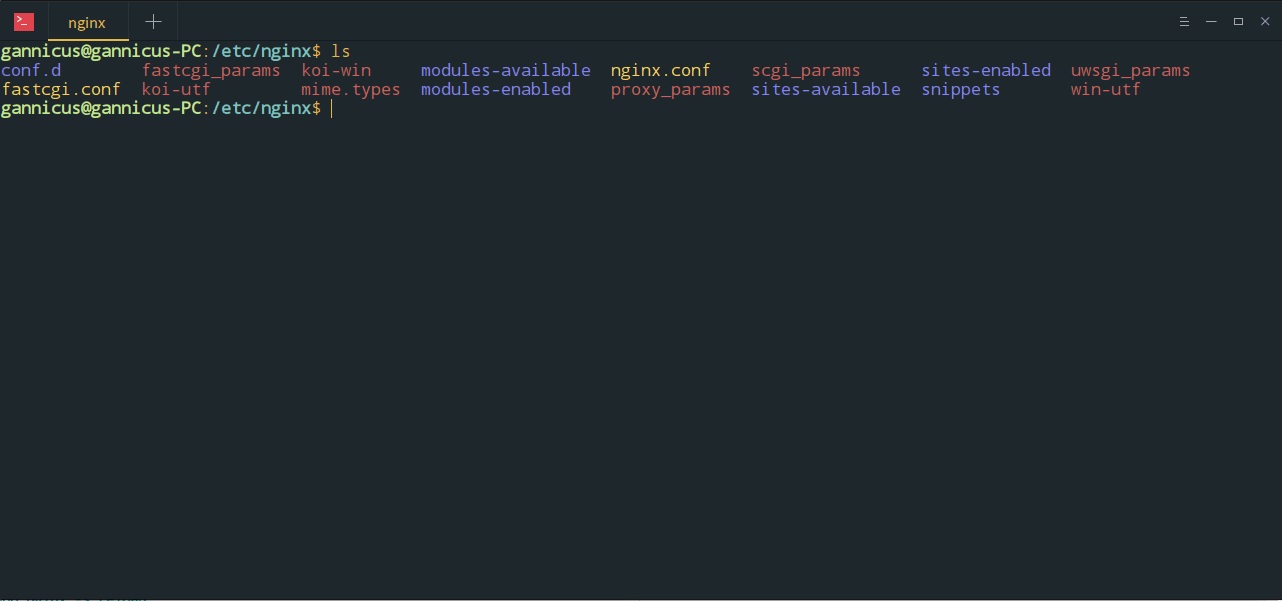 nginx
gannicus@gannicus-PC:/etc/nginx$ ls
conf.d fastcgi_params koi-win modules-available nginx.conf scgi_params sites-enabled uwsgi_params
fastcgi.conf koi-utf mime.types modules-enabled proxy_params sites-available snippets win-utf
gannicus@gannicus-PC:/etc/nginx$